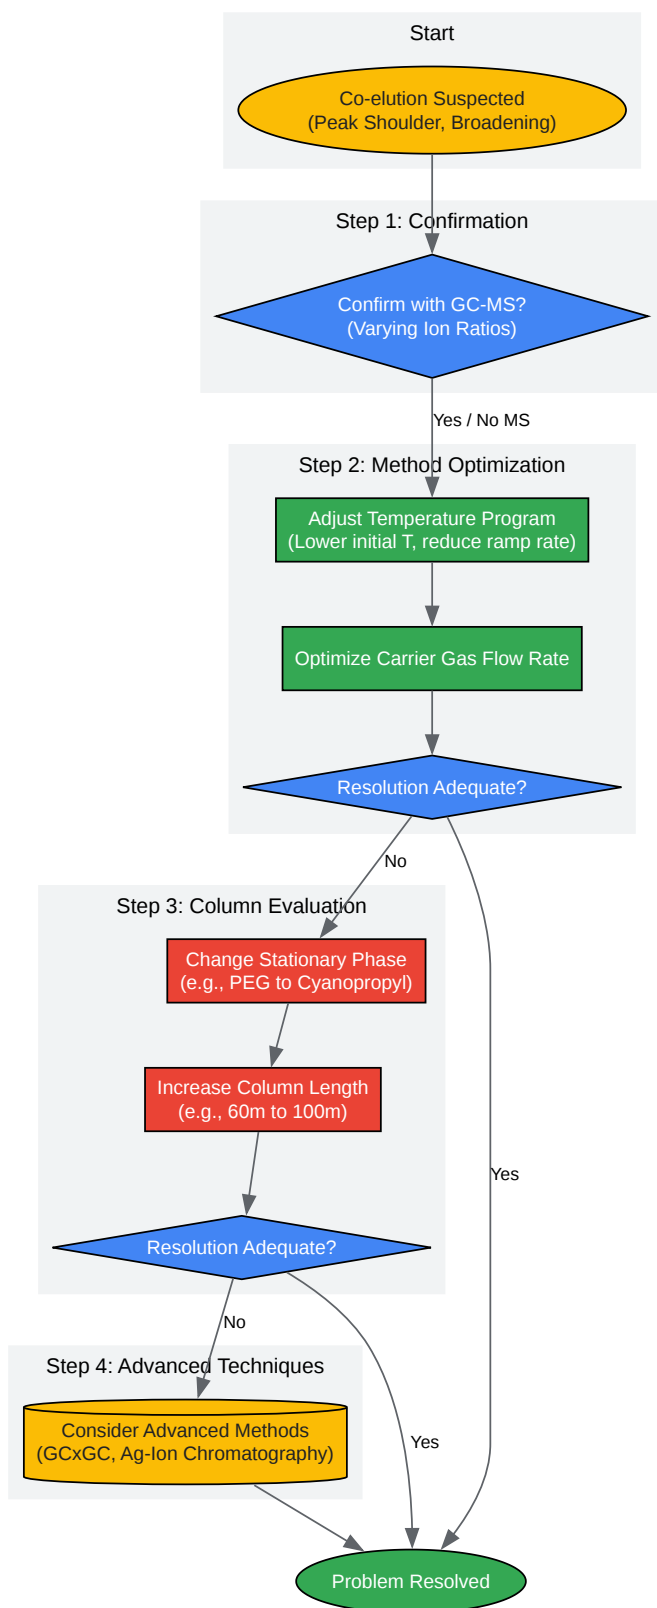 Start
Co-elution Suspected
(Peak Shoulder, Broadening)
Step 1: Confirmation
Confirm with GC-MS?
(Varying Ion Ratios)
Yes / No MS
Step 2: Method Optimization
Adjust Temperature Program
(Lower initial T, reduce ramp rate)
Optimize Carrier Gas Flow Rate
Resolution Adequate?
No
Step 3: Column Evaluation
Change Stationary Phase
(e.g., PEG to Cyanopropyl)
Increase Column Length
(e.g., 60m to 100m)
Yes
Resolution Adequate?
No
Step 4: Advanced Techniques
Consider Advanced Methods
(GCxGC, Ag-Ion Chromatography)
Yes
Problem Resolved